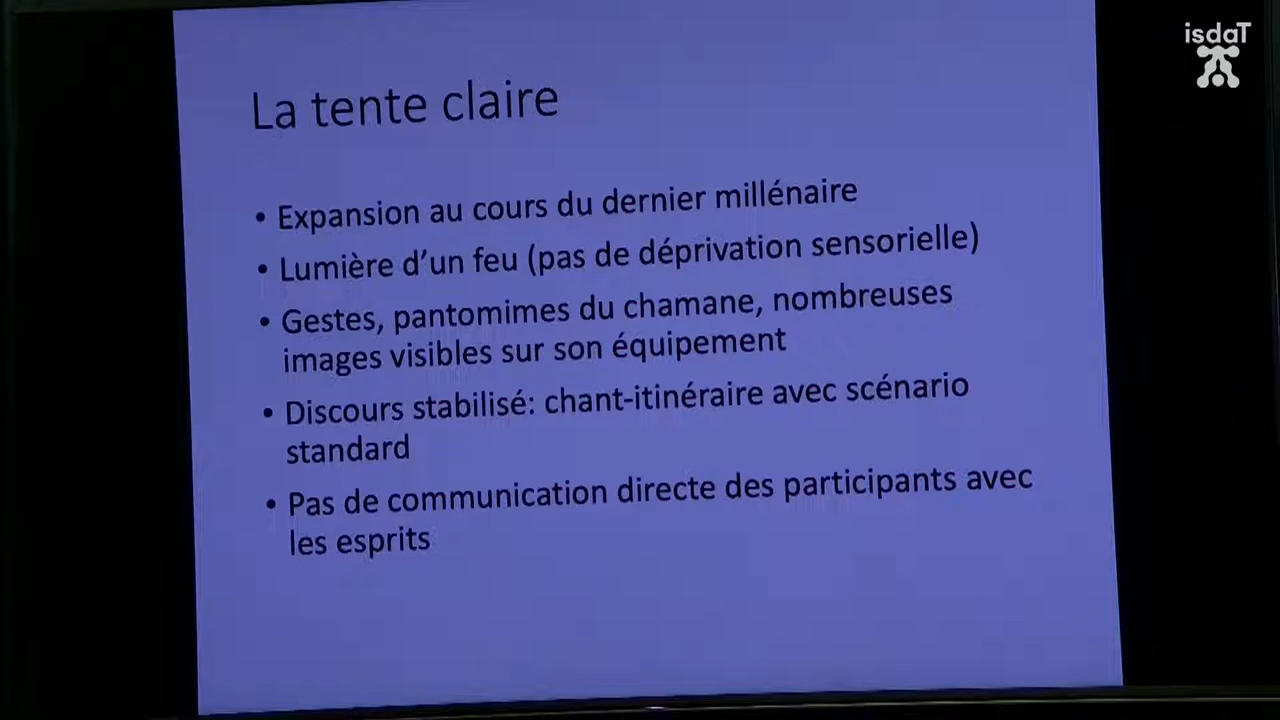 isdaT
La tente claire
• Expansion au cours du dernier millénaire
• Lumière d'un feu (pas de déprivation sensorielle)
• Gestes, pantomimes du chamane, nombreuses
images visibles sur son équipement
• Discours stabilisé: chant-itinéraire avec scénario
standard
• Pas de communication directe des participants avec
les esprits